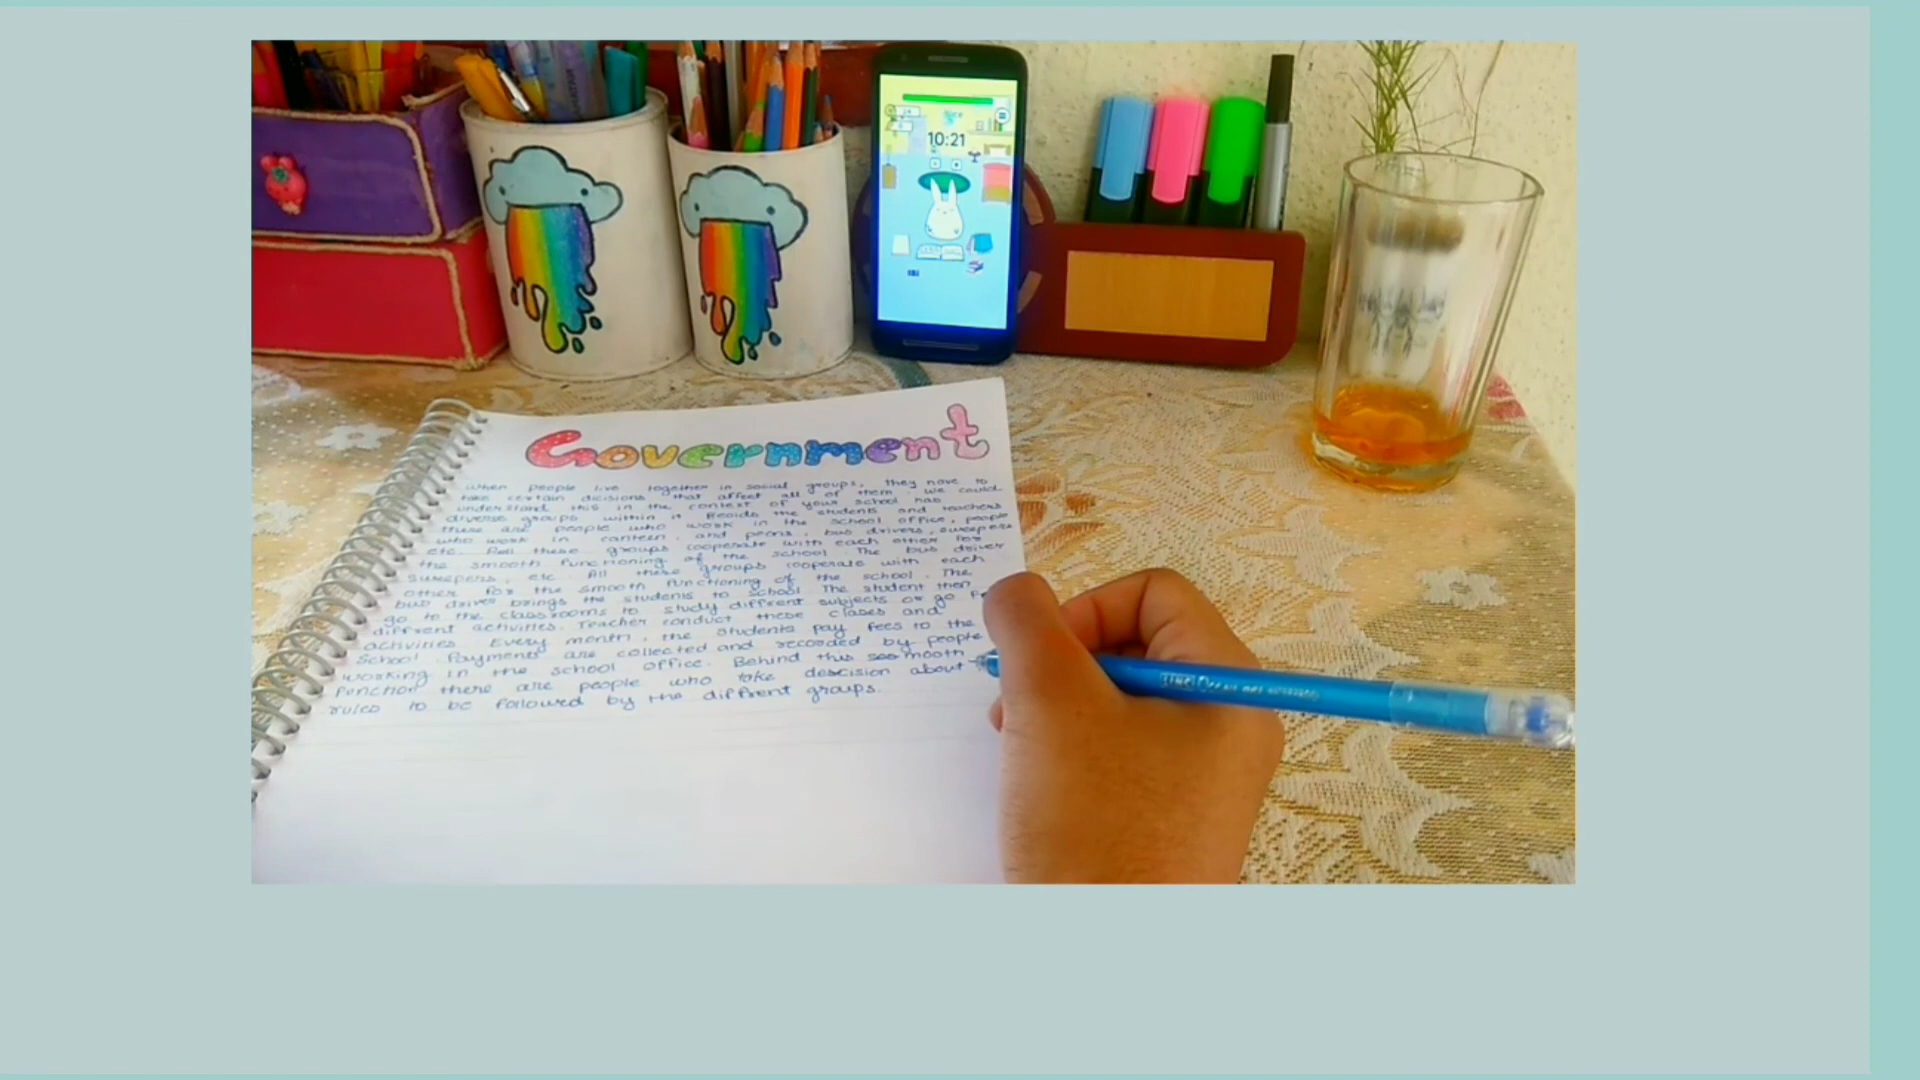 10:21
Government
When people live together in social groups, they have to
take certain dicisions that affect all of them. We could
understand this in the context of your school has
diverse groups within it Beside the students and teachers
there are people who work in the school office, people
who work in canteen, and peons, bus drivers, sweepers
etc. All these groups cooperate with each other for
the smooth functioning of the school. The bus driver
sweepers, etc. All these groups cooperate with each
other for the smooth functioning of the school. The
bus driver brings the students to school. The student then
go to the classrooms to study different subjects or go
different activities. Teacher conduct these clases and
activities. Every month, the students pay fees to the
School. Payments are collected and recorded by people
working in the school office. Behind this smooth
function there are people who take descision about
rules to be followed by the different groups.